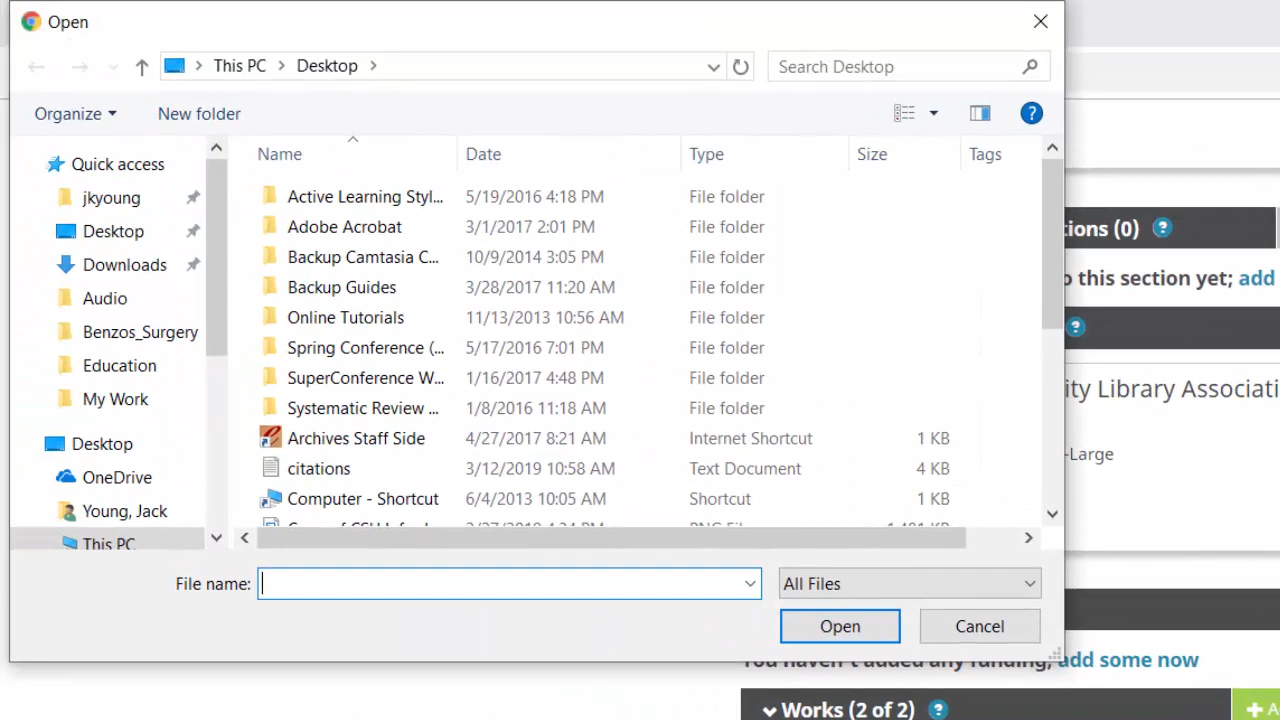 Open
This PC > Desktop >
Search Desktop
Organize
New folder
?
Name Date Type Size Tags
Quick access
jkyoung
Desktop
Downloads
Audio
Benzos_Surgery
Education
My Work
Desktop
OneDrive
Young, Jack
This PC
Active Learning Styl... 5/19/2016 4:18 PM File folder
Adobe Acrobat 3/1/2017 2:01 PM File folder
Backup Camtasia C... 10/9/2014 3:05 PM File folder
Backup Guides 3/28/2017 11:20 AM File folder
Online Tutorials 11/13/2013 10:56 AM File folder
Spring Conference (... 5/17/2016 7:01 PM File folder
SuperConference W... 1/16/2017 4:48 PM File folder
Systematic Review ... 1/8/2016 11:18 AM File folder
Archives Staff Side 4/27/2017 8:21 AM Internet Shortcut 1 KB
citations 3/12/2019 10:58 AM Text Document 4 KB
Computer - Shortcut 6/4/2013 10:05 AM Shortcut 1 KB
File name:
All Files
Open
Cancel
tions (0) ?
o this section yet; add
?
ity Library Associati
-Large
You haven't added any funding, add some now
Works (2 of 2) ?
+ A